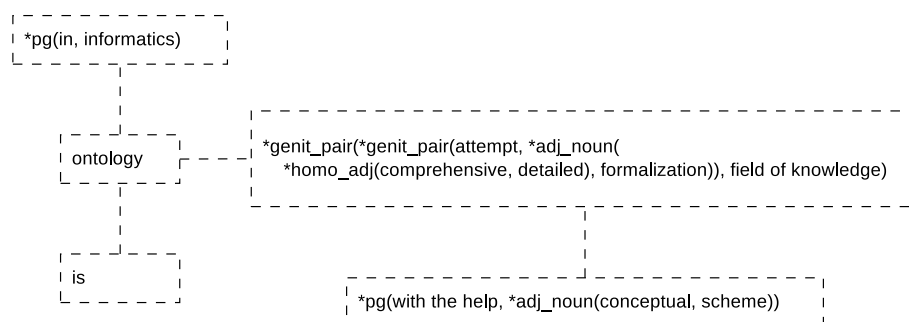 *pg(in, informatics)
ontology
*genit_pair(*genit_pair(attempt, *adj_noun(
*homo_adj(comprehensive, detailed), formalization)), field of knowledge)
is
*pg(with the help, *adj_noun(conceptual, scheme))